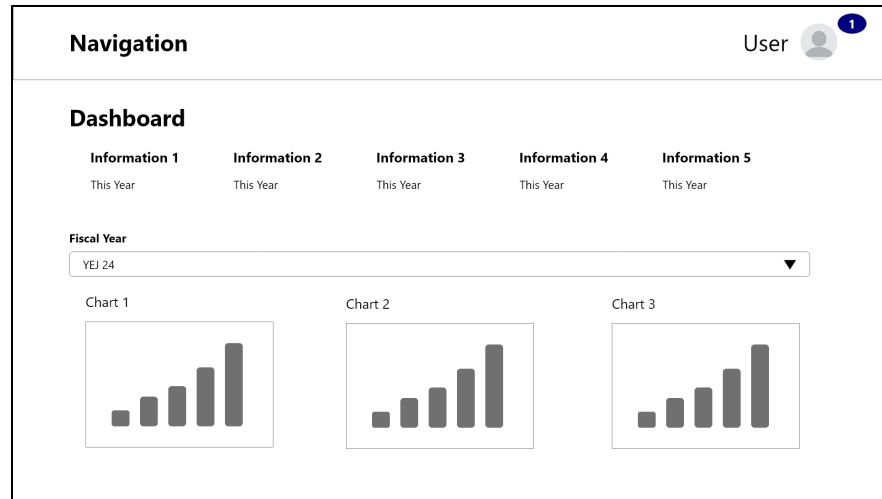 Navigation
User
1
Dashboard
Information 1
Information 2
Information 3
Information 4
Information 5
This Year
This Year
This Year
This Year
This Year
Fiscal Year
YEJ 24
Chart 1
Chart 2
Chart 3